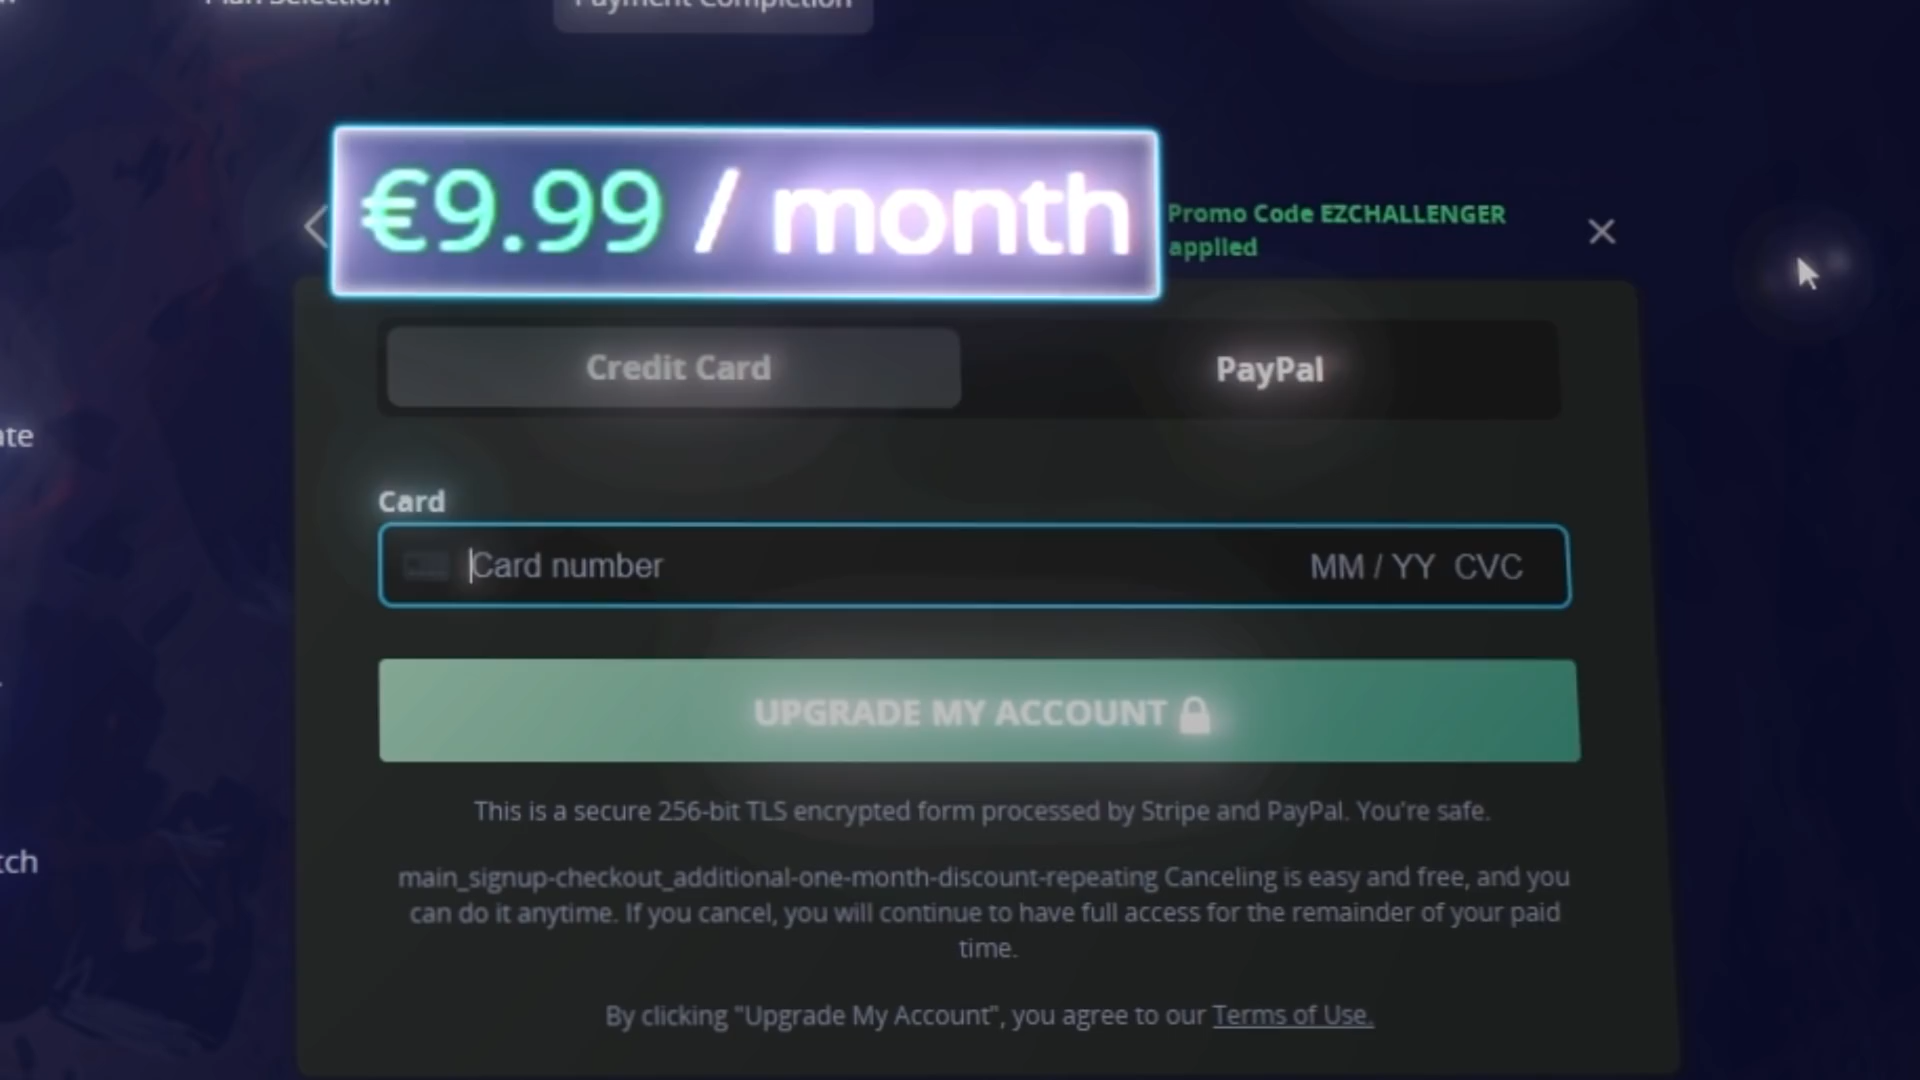 Plan Selection
Payment Completion
€9.99 / month
Promo Code EZCHALLENGER
applied
Credit Card
PayPal
Card
Card number
MM / YY CVC
UPGRADE MY ACCOUNT
This is a secure 256-bit TLS encrypted form processed by Stripe and PayPal. You're safe.
main_signup-checkout_additional-one-month-discount-repeating Canceling is easy and free, and you
can do it anytime. If you cancel, you will continue to have full access for the remainder of your paid
time.
By clicking "Upgrade My Account", you agree to our Terms of Use.